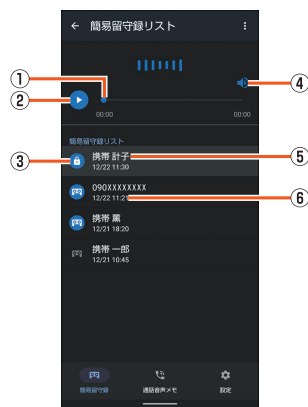 簡易留守録リスト
①
②
④
00:00
00:00
簡易留守録リスト
③
携帯 計子
12/22 11:30
⑤
090XXXXXXXX
12/22 11:21
⑥
携帯 薫
12/21 18:20
携帯 一郎
12/21 10:45
簡易留守録
通話音声メモ
設定